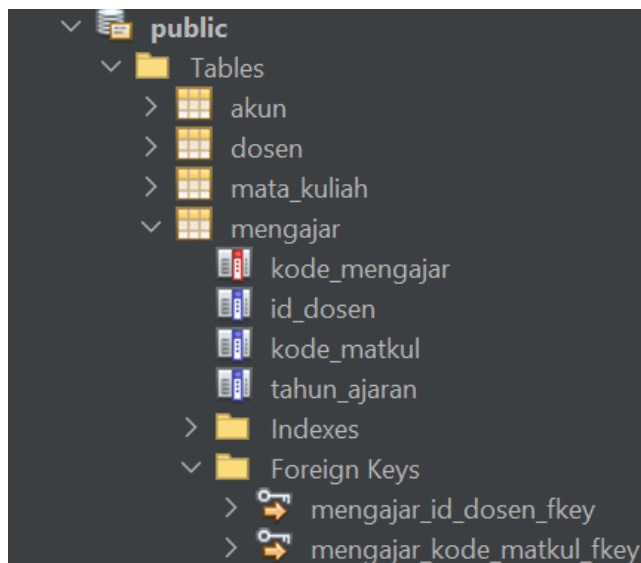 public
Tables
akun
dosen
mata_kuliah
mengajar
kode_mengajar
id_dosen
kode_matkul
tahun_ajaran
Indexes
Foreign Keys
mengajar_id_dosen_fkey
mengajar_kode_matkul_fkey